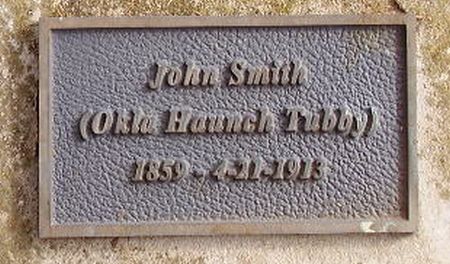 John Smith
(Okla Haunch Tubby)
1859 - 4-21-1913